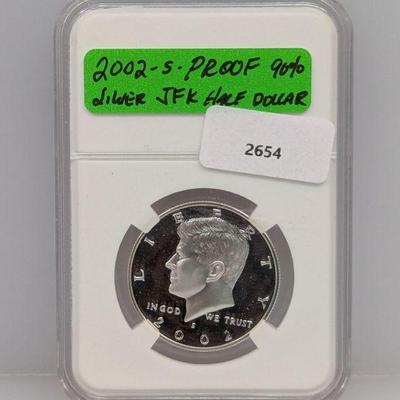 2002-S-PROOF 90%
SILVER JFK HALF DOLLAR
2654
LIBERTY
IN GOD WE TRUST
S
2002